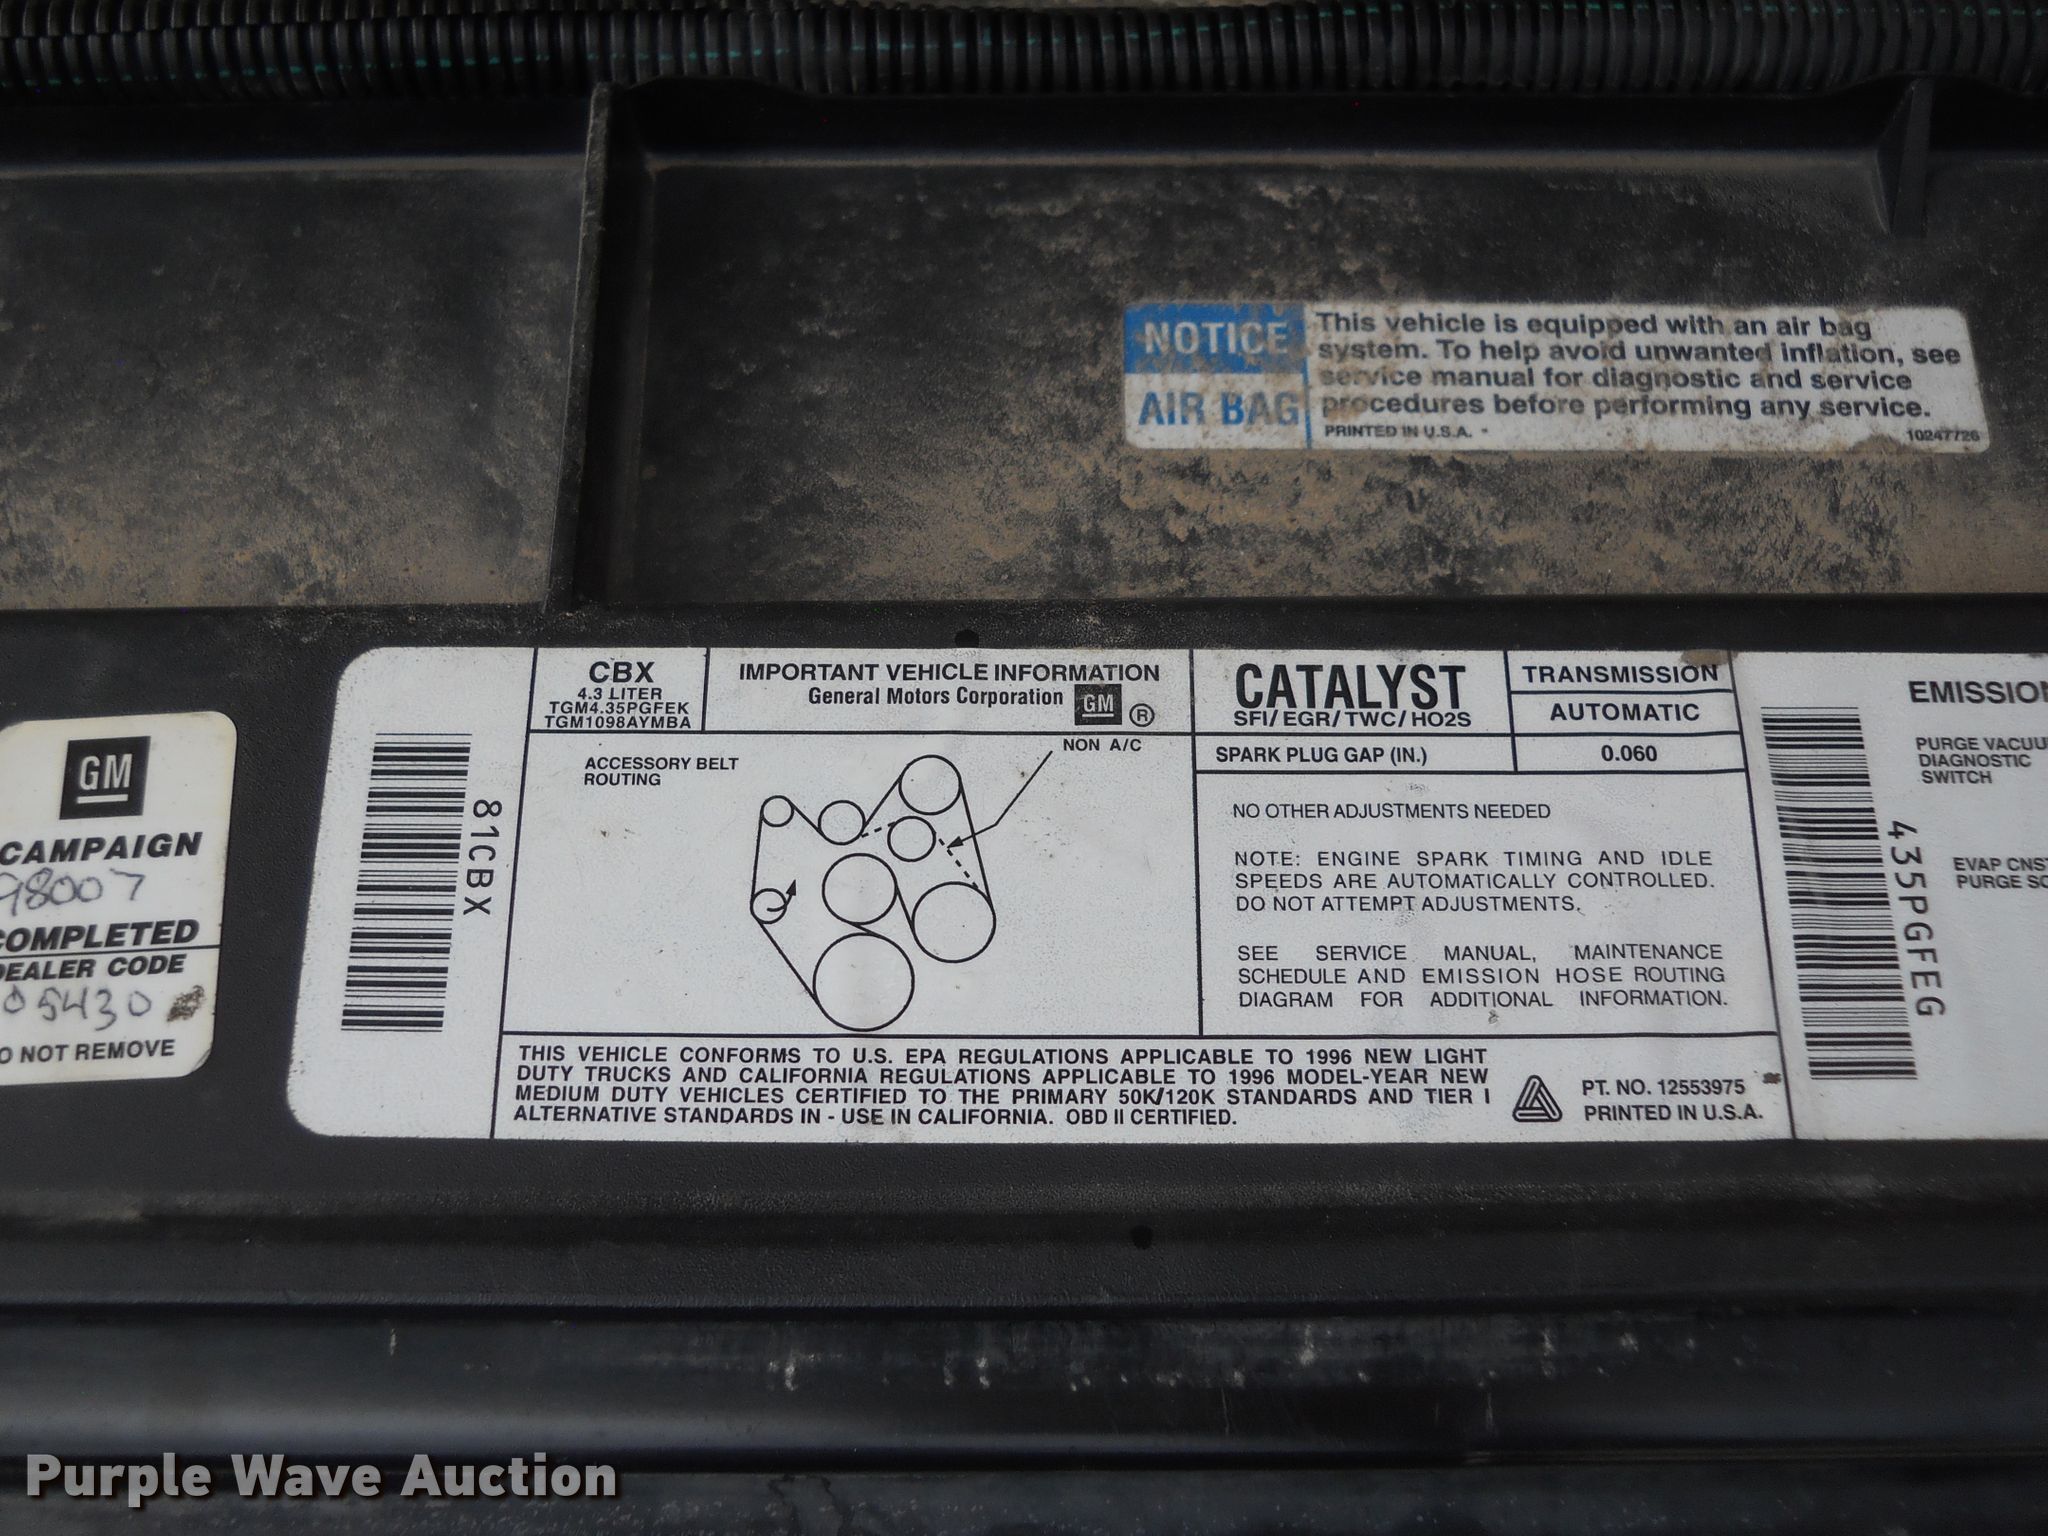 NOTICE
AIR BAG
This vehicle is equipped with an air bag
system. To help avoid unwanted inflation, see
service manual for diagnostic and service
procedures before performing any service.
PRINTED IN U.S.A.
10247726
GM
CAMPAIGN
98007
COMPLETED
DEALER CODE
05430
O NOT REMOVE
81CBX
CBX
4.3 LITER
TGM4.35PGFEK
TGM1098AYMBA
IMPORTANT VEHICLE INFORMATION
General Motors Corporation GM ®
ACCESSORY BELT
ROUTING
NON A/C
CATALYST
SFI/EGR/TWC/HO2S
TRANSMISSION
AUTOMATIC
SPARK PLUG GAP (IN.) 0.060
NO OTHER ADJUSTMENTS NEEDED
NOTE: ENGINE SPARK TIMING AND IDLE
SPEEDS ARE AUTOMATICALLY CONTROLLED.
DO NOT ATTEMPT ADJUSTMENTS.
SEE SERVICE MANUAL, MAINTENANCE
SCHEDULE AND EMISSION HOSE ROUTING
DIAGRAM FOR ADDITIONAL INFORMATION.
THIS VEHICLE CONFORMS TO U.S. EPA REGULATIONS APPLICABLE TO 1996 NEW LIGHT
DUTY TRUCKS AND CALIFORNIA REGULATIONS APPLICABLE TO 1996 MODEL-YEAR NEW
MEDIUM DUTY VEHICLES CERTIFIED TO THE PRIMARY 50K/120K STANDARDS AND TIER I
ALTERNATIVE STANDARDS IN - USE IN CALIFORNIA. OBD II CERTIFIED.
PT. NO. 12553975
PRINTED IN U.S.A.
435PGFEG
EMISSION
PURGE VACUU
DIAGNOSTIC
SWITCH
EVAP CNST
PURGE SO
Purple Wave Auction